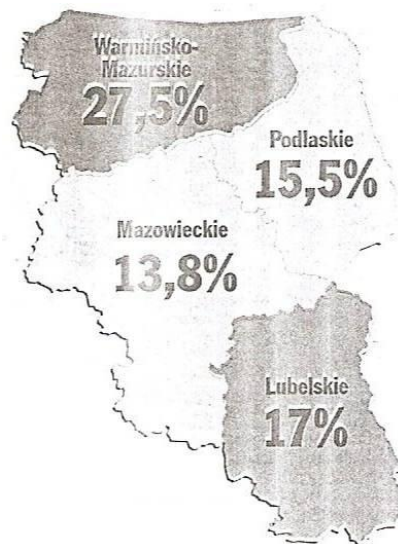 Warmińsko-
Mazurskie
27,5%
Podlaskie
15,5%
Mazowieckie
13,8%
Lubelskie
17%